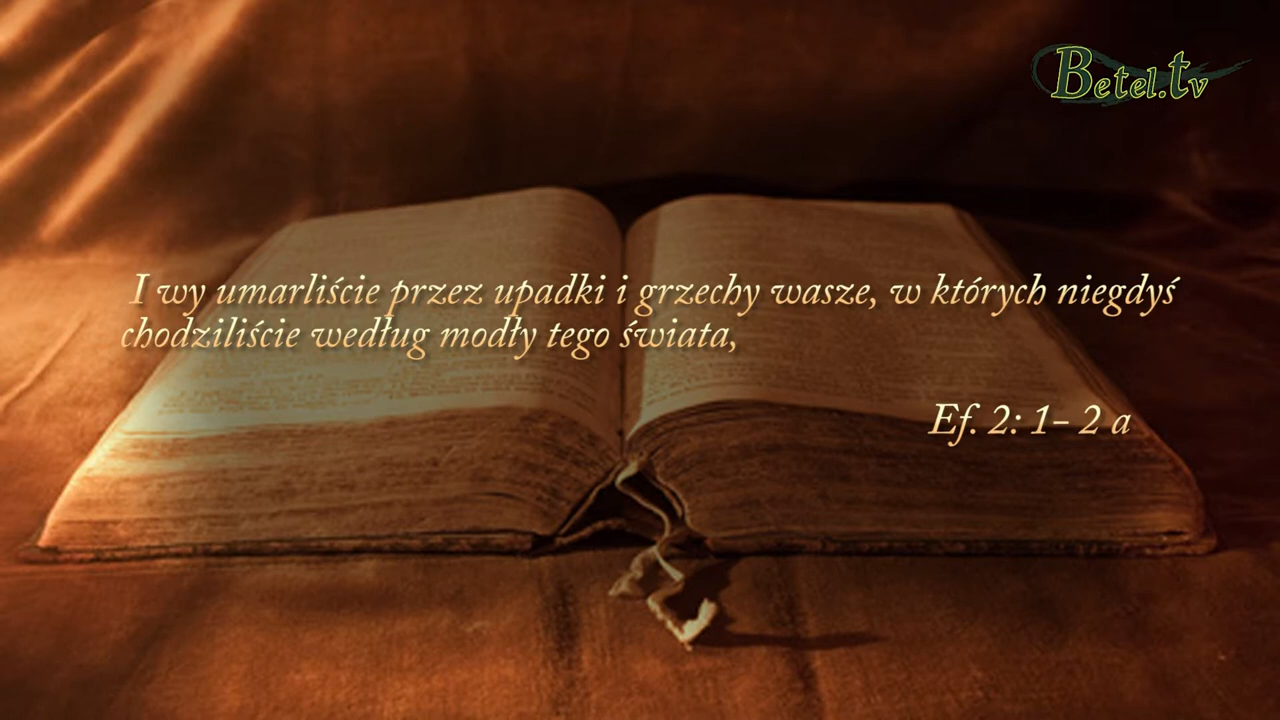 Betel.tv
I wy umarliście przez upadki i grzechy wasze, w których niegdyś
chodziliście według modły tego świata,
Ef. 2: 1- 2 a